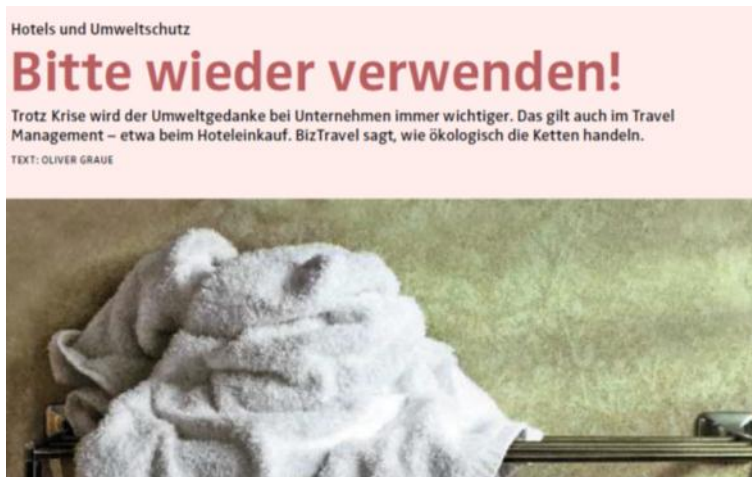 Hotels und Umweltschutz
Bitte wieder verwenden!
Trotz Krise wird der Umweltgedanke bei Unternehmen immer wichtiger. Das gilt auch im Travel
Management – etwa beim Hoteleinkauf. BizTravel sagt, wie ökologisch die Ketten handeln.
TEXT: OLIVER GRAUE